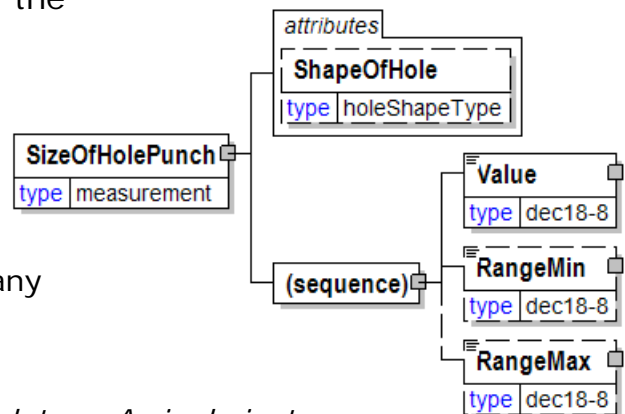 the
attributes
ShapeOfHole
type holeShapeType
SizeOfHolePunch
type measurement
Value
type dec18-8
any
(sequence)
RangeMin
type dec18-8
RangeMax
type dec18-8